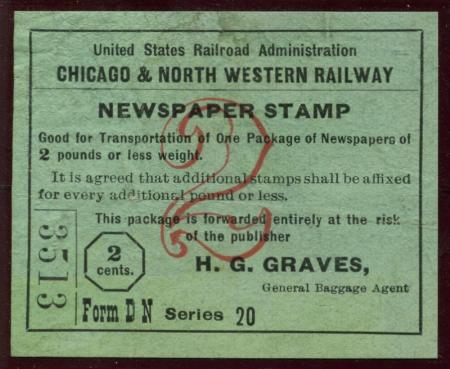 United States Railroad Administration
CHICAGO & NORTH WESTERN RAILWAY
NEWSPAPER STAMP
Good for Transportation of One Package of Newspapers of
2 pounds or less weight.
It is agreed that additional stamps shall be affixed
for every additional pound or less.
This package is forwarded entirely at the risk
of the publisher
2
2
cents.
3513
H. G. GRAVES,
General Baggage Agent
Form D N Series 20